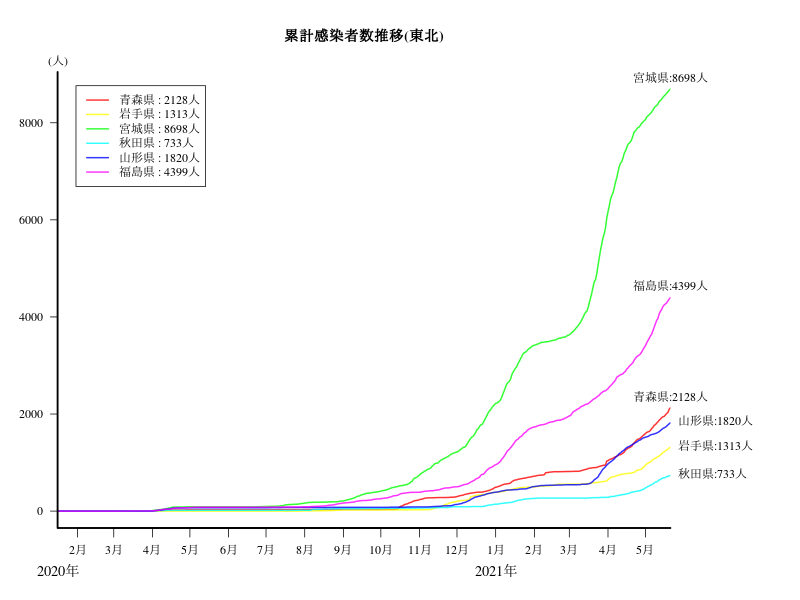 累計感染者数推移(東北)
(人)
宮城県:8698人
青森県 : 2128人
岩手県 : 1313人
宮城県 : 8698人
秋田県 : 733人
山形県 : 1820人
福島県 : 4399人
8000
6000
福島県:4399人
4000
青森県:2128人
2000
山形県:1820人
岩手県:1313人
秋田県:733人
0
2月 3月 4月 5月 6月 7月 8月 9月 10月 11月 12月 1月 2月 3月 4月 5月
2020年 2021年